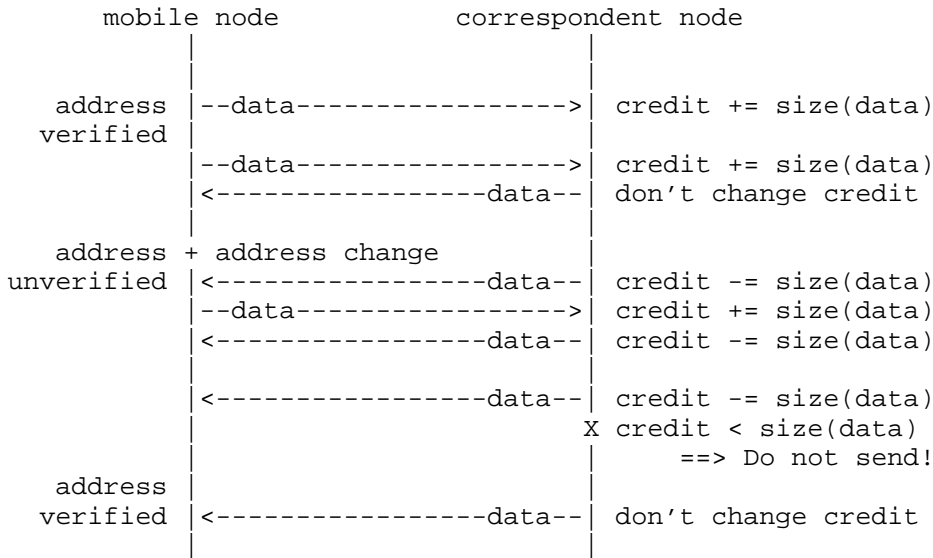 mobile node correspondent node
| |
| |
address |--data----------------->| credit += size(data)
verified | |
|--data----------------->| credit += size(data)
|<-----------------data--| don't change credit
| |
address + address change |
unverified |<-----------------data--| credit -= size(data)
|--data----------------->| credit += size(data)
|<-----------------data--| credit -= size(data)
| |
|<-----------------data--| credit -= size(data)
| X credit < size(data)
| | ==> Do not send!
address | |
verified |<-----------------data--| don't change credit
| |